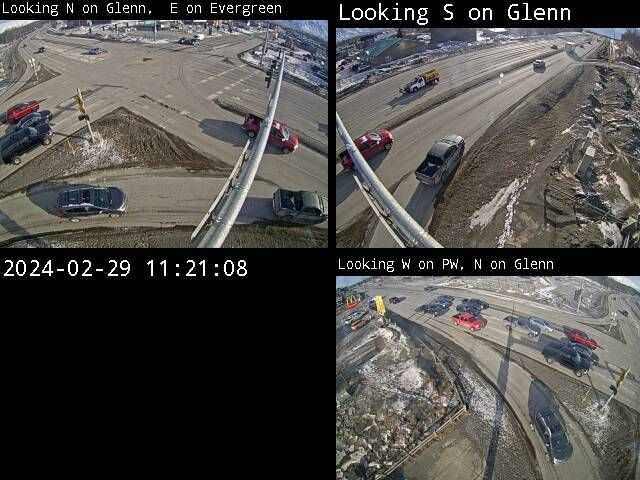 Looking N on Glenn,  E on Evergreen
Looking S on Glenn
2024-02-29 11:21:08
Looking W on PW, N on Glenn